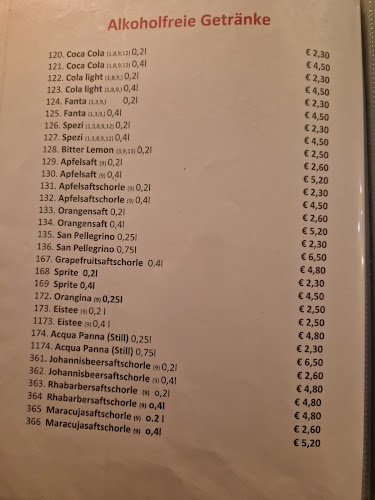 Alkoholfreie Getränke
120. Coca Cola (1,8,9,12) 0,2l € 2,30
121. Coca Cola (1,8,9,12) 0,4l € 4,50
122. Cola light (1,8,9,) 0,2l € 2,30
123. Cola light (1,8,9,) 0,4l € 4,50
124. Fanta (1,3,9,) 0,2l € 2,30
125. Fanta (1,3,9,) 0,4l € 4,50
126. Spezi (1,3,8,9,12) 0,2l € 2,30
127. Spezi (1,3,8,9,12) 0,4l € 4,50
128. Bitter Lemon (3,9,12) 0,2l € 2,50
129. Apfelsaft (9) 0,2l € 2,60
130. Apfelsaft (9) 0,4l € 5,20
131. Apfelsaftschorle (9) 0,2l € 2,30
132. Apfelsaftschorle (9) 0,4l € 4,50
133. Orangensaft 0,2l € 2,60
134. Orangensaft 0,4l € 5,20
135. San Pellegrino 0,25l € 2,30
136. San Pellegrino 0,75l € 6,50
167. Grapefruitsaftschorle 0,4l € 4,80
168 Sprite 0,2l € 2,30
169 Sprite 0,4l € 4,50
172. Orangina (9) 0,25l € 2,50
173. Eistee (9) 0,2 l € 2,50
1173. Eistee (9) 0,4 l € 4,80
174. Acqua Panna (Still) 0,25l € 2,30
1174. Acqua Panna (Still) 0,75l € 6,50
361. Johannisbeersaftschorle (9) 0,2l € 2,60
362. Johannisbeersaftschorle (9) 0,4l € 4,80
363. Rhabarbersaftschorle (9) o,2l € 4,80
364 Rhabarbersaftschorle (9) o,4l € 4,80
365 Maracujasaftschorle (9) o.2 l € 2,60
366 Maracujasaftschorle (9) o,4l € 5,20